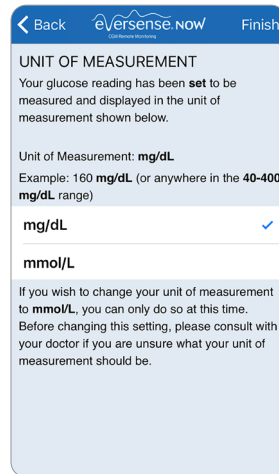 Back eversense NOW Finish
CGM Remote Monitoring
UNIT OF MEASUREMENT
Your glucose reading has been set to be
measured and displayed in the unit of
measurement shown below.
Unit of Measurement: mg/dL
Example: 160 mg/dL (or anywhere in the 40-400
mg/dL range)
mg/dL
mmol/L
If you wish to change your unit of measurement
to mmol/L, you can only do so at this time.
Before changing this setting, please consult with
your doctor if you are unsure what your unit of
measurement should be.